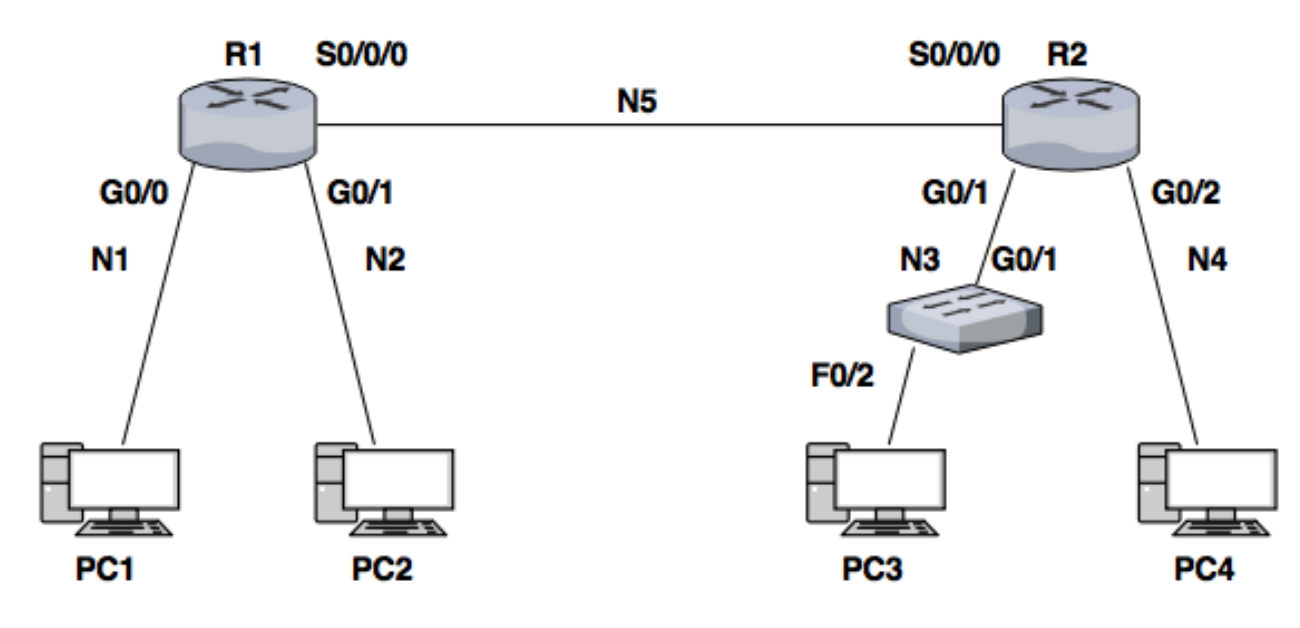 R1 S0/0/0 S0/0/0 R2
N5
G0/0 G0/1 G0/1 G0/2
N1 N2 N3 G0/1 N4
F0/2
PC1 PC2 PC3 PC4